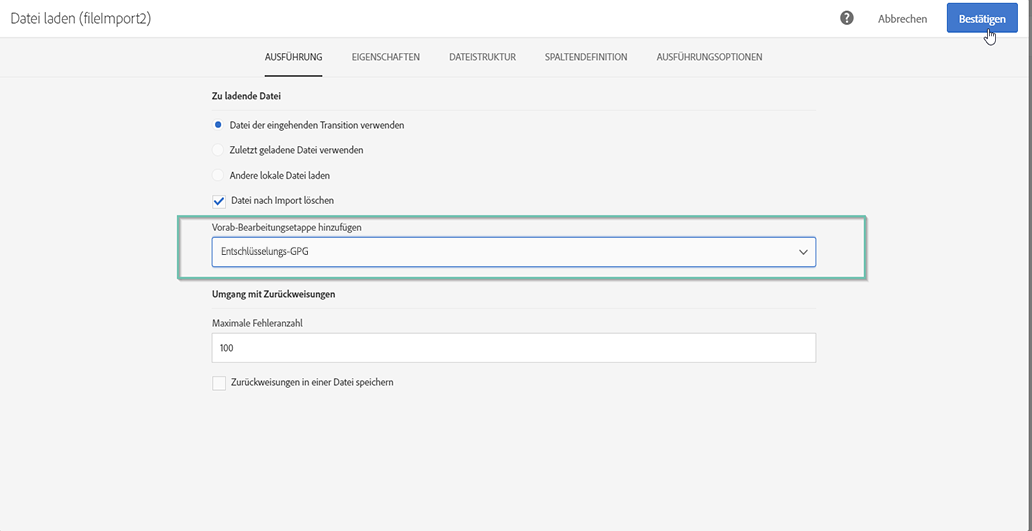 Datei laden (fileImport2)
?
Abbrechen
Bestätigen
AUSFÜHRUNG
EIGENSCHAFTEN
DATEISTRUKTUR
SPALTENDEFINITION
AUSFÜHRUNGSOPTIONEN
Zu ladende Datei
Datei der eingehenden Transition verwenden
Zuletzt geladene Datei verwenden
Andere lokale Datei laden
Datei nach Import löschen
Vorab-Bearbeitungsetappe hinzufügen
Entschlüsselungs-GPG
Umgang mit Zurückweisungen
Maximale Fehleranzahl
100
Zurückweisungen in einer Datei speichern